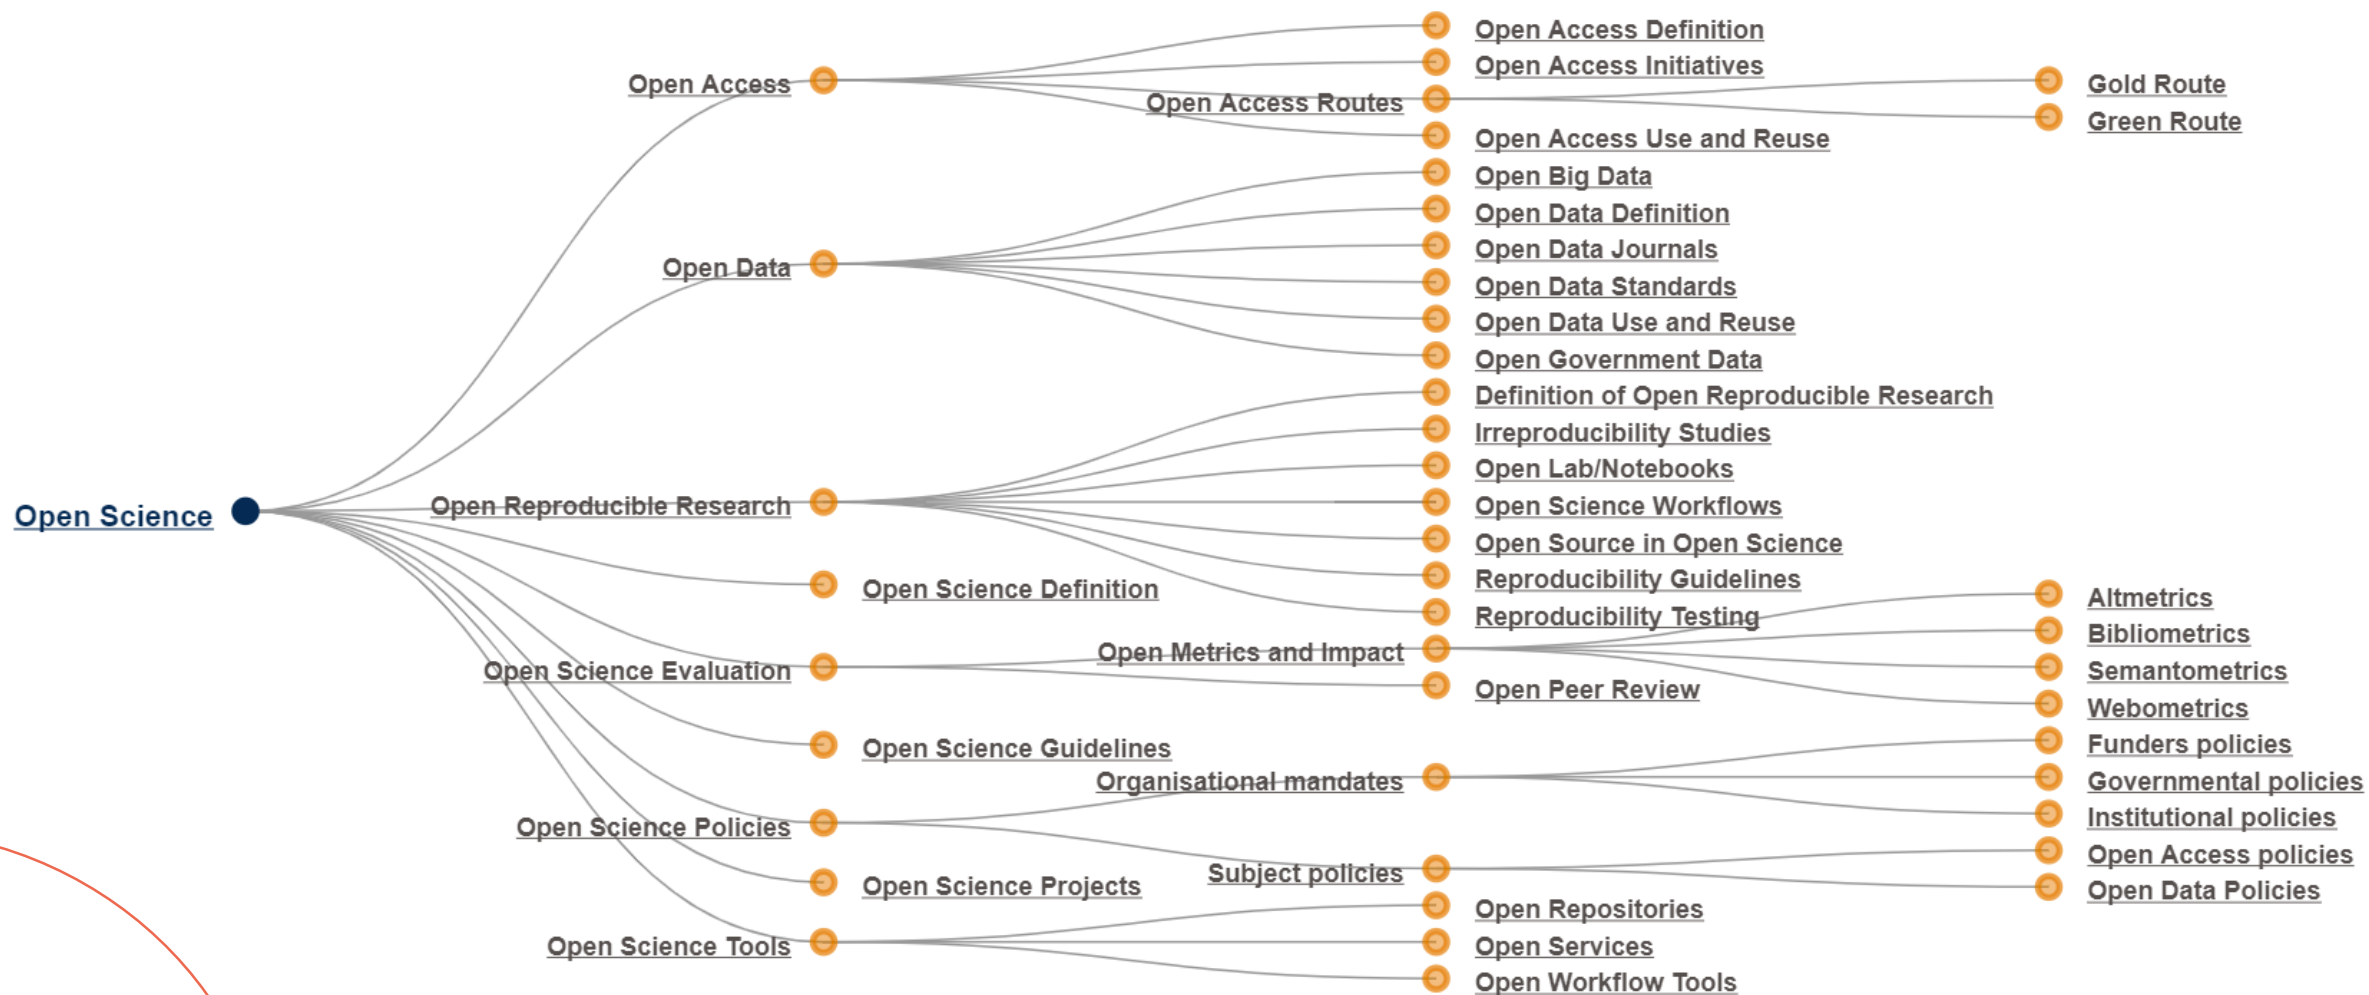 Open Science
Open Access
Open Access Definition
Open Access Initiatives
Open Access Routes
Gold Route
Green Route
Open Access Use and Reuse
Open Data
Open Big Data
Open Data Definition
Open Data Journals
Open Data Standards
Open Data Use and Reuse
Open Government Data
Open Reproducible Research
Definition of Open Reproducible Research
Irreproducibility Studies
Open Lab/Notebooks
Open Science Workflows
Open Source in Open Science
Reproducibility Guidelines
Reproducibility Testing
Open Science Definition
Open Science Evaluation
Open Metrics and Impact
Altmetrics
Bibliometrics
Semantometrics
Webometrics
Open Peer Review
Open Science Guidelines
Open Science Policies
Organisational mandates
Funders policies
Governmental policies
Institutional policies
Subject policies
Open Access policies
Open Data Policies
Open Science Projects
Open Science Tools
Open Repositories
Open Services
Open Workflow Tools